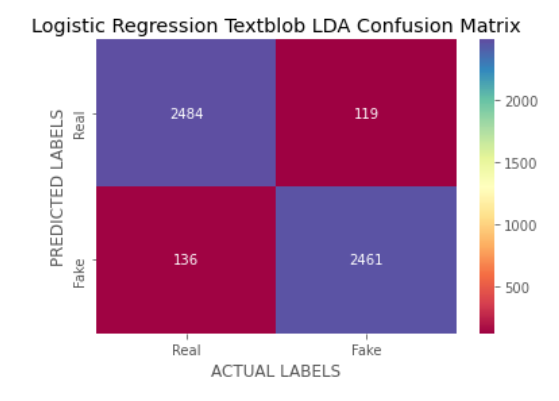 Logistic Regression Textblob LDA Confusion Matrix
PREDICTED LABELS
Real
Fake
2484
119
136
2461
Real
Fake
ACTUAL LABELS
2000
1500
1000
500